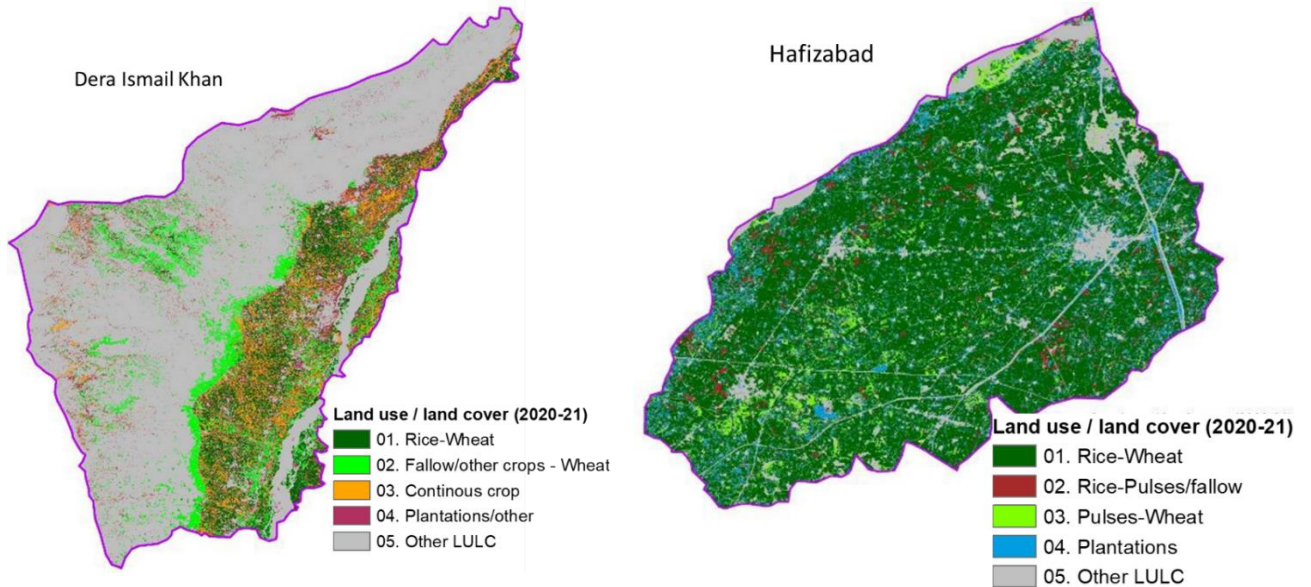 Dera Ismail Khan
Hafizabad
Land use / land cover (2020-21)
01. Rice-Wheat
02. Fallow/other crops - Wheat
03. Continous crop
04. Plantations/other
05. Other LULC
Land use / land cover (2020-21)
01. Rice-Wheat
02. Rice-Pulses/fallow
03. Pulses-Wheat
04. Plantations
05. Other LULC